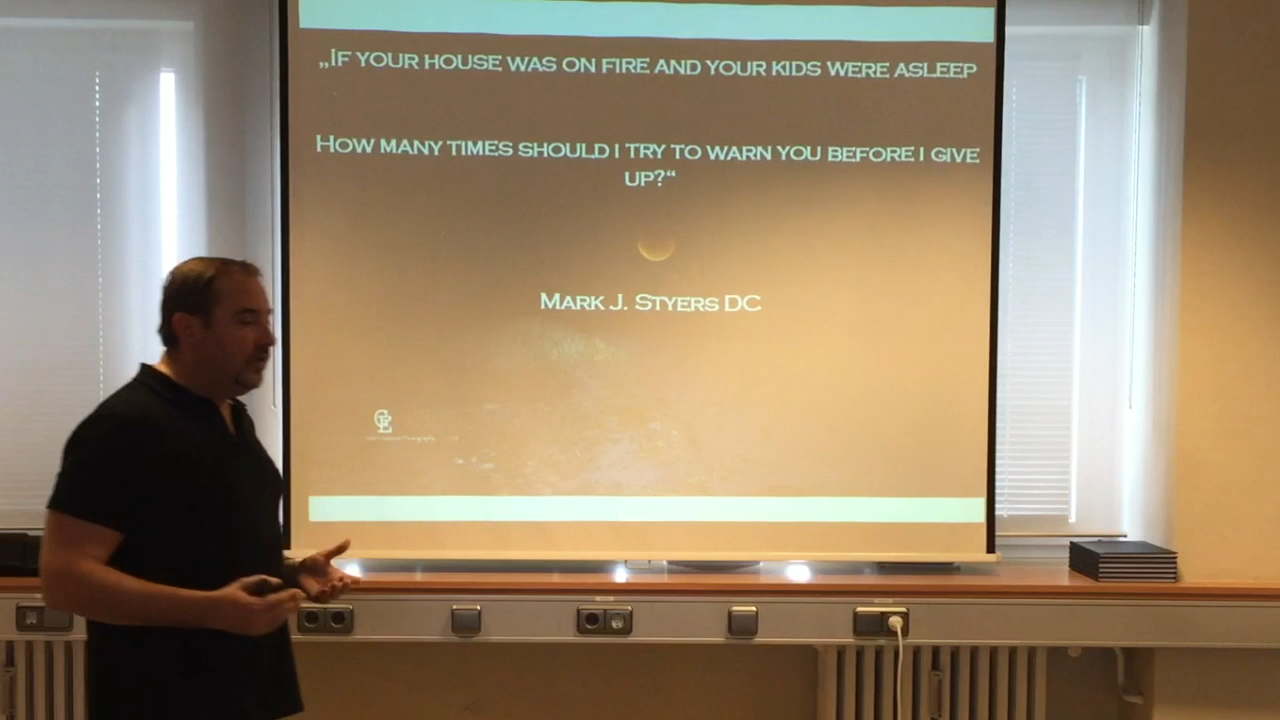 „If your house was on fire and your kids were asleep
How many times should I try to warn you before I give
up?“
Mark J. Styers DC